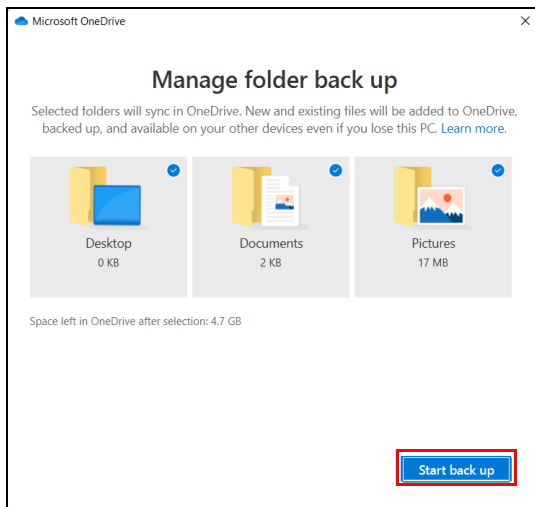 Microsoft OneDrive
Manage folder back up
Selected folders will sync in OneDrive. New and existing files will be added to OneDrive,
backed up, and available on your other devices even if you lose this PC. Learn more.
Desktop
0 KB
Documents
2 KB
Pictures
17 MB
Space left in OneDrive after selection: 4.7 GB
Start back up